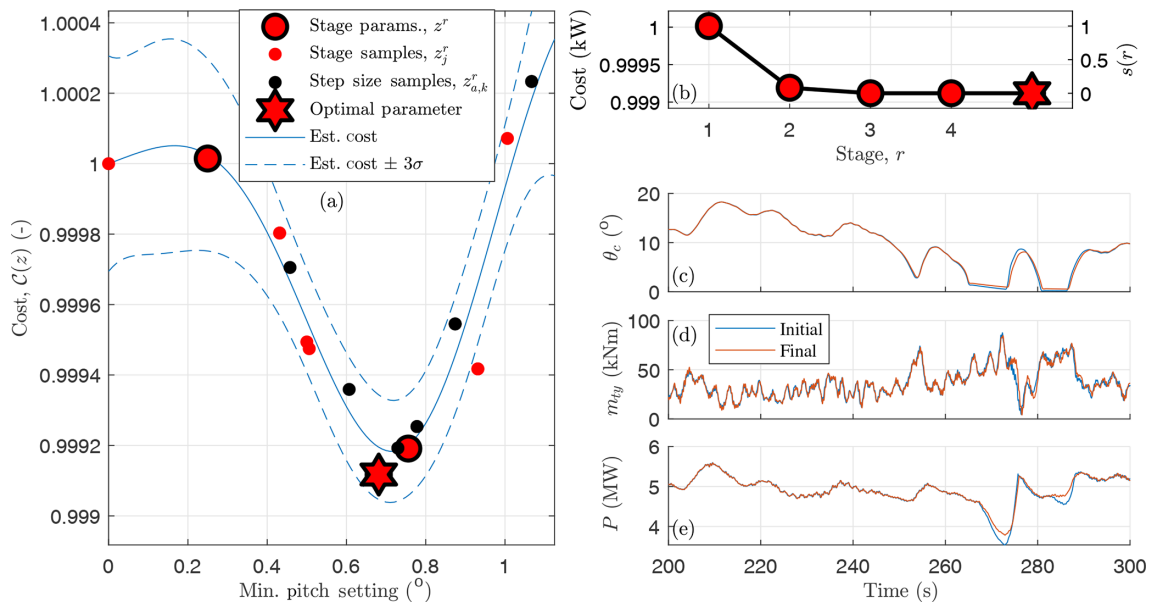 1.0004
1.0002
1
0.9998
0.9996
0.9994
0.9992
0.999
Cost, C(z) (-)
0
0.2
0.4
0.6
0.8
1
Min. pitch setting (°)
Stage params., z^r
Stage samples, z_j^r
Step size samples, z_{a,k}^r
Optimal parameter
Est. cost
Est. cost ± 3σ
(a)
Cost (kW)
1
0.9995
0.999
(b)
1
0.5
0
s(r)
1
2
3
4
Stage, r
θ_c (°)
20
10
0
(c)
m_{ty} (kNm)
100
50
0
(d)
Initial
Final
P (MW)
6
5
4
(e)
200
220
240
260
280
300
Time (s)